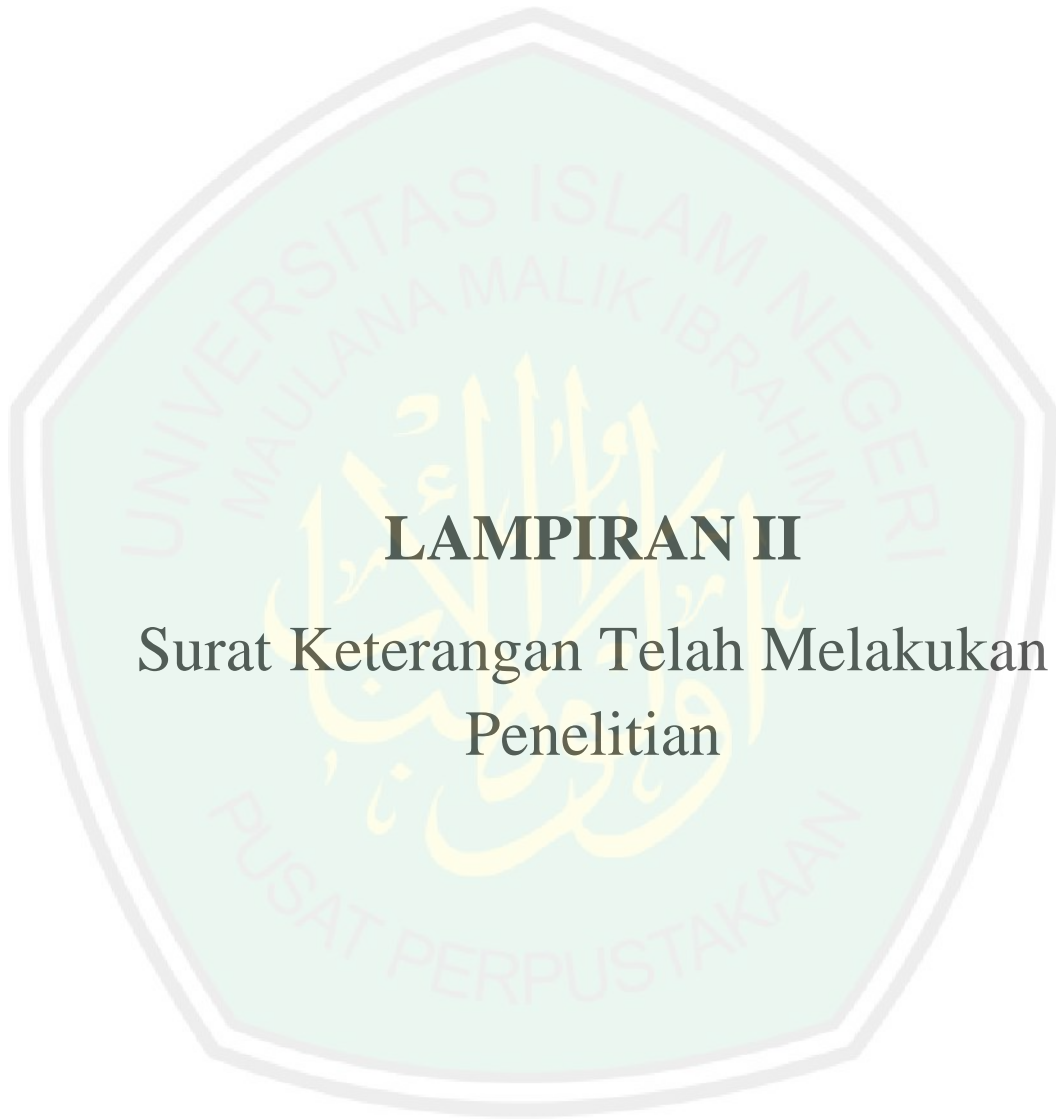 UNIVERSITAS ISLAM NEGERI
MAULANA MALIK IBRAHIM
LAMPIRAN II
Surat Keterangan Telah Melakukan
Penelitian
PUSAT PERPUSTAKAAN